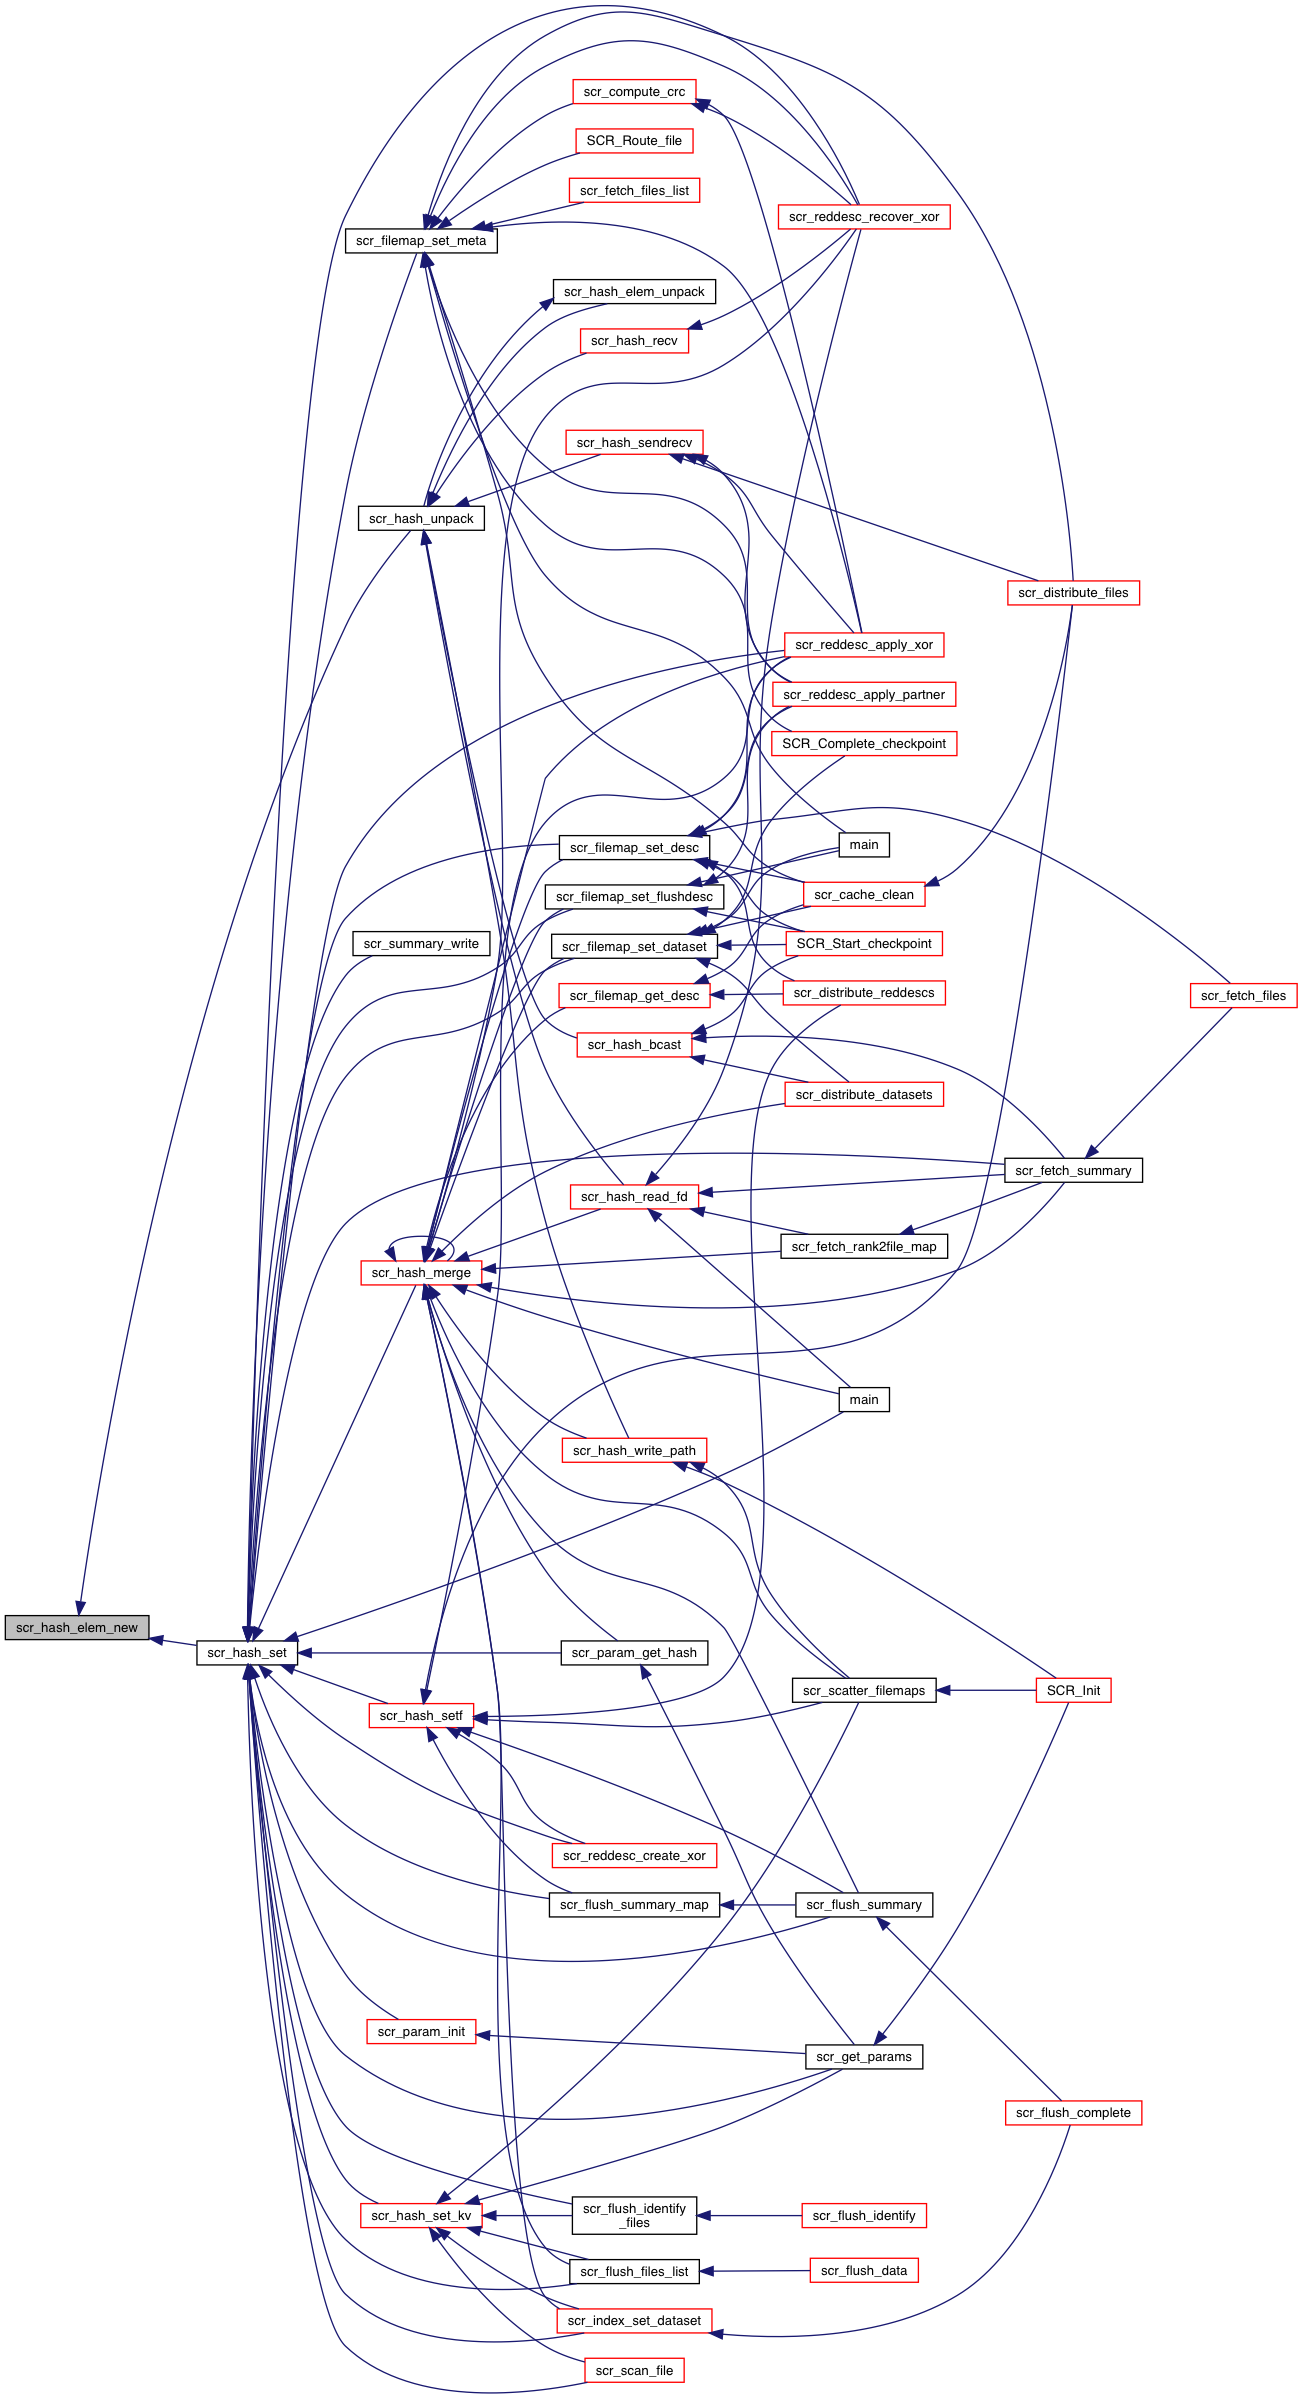 scr_compute_crc
SCR_Route_file
scr_fetch_files_list
scr_reddesc_recover_xor
scr_filemap_set_meta
scr_hash_elem_unpack
scr_hash_recv
scr_hash_sendrecv
scr_hash_unpack
scr_distribute_files
scr_reddesc_apply_xor
scr_reddesc_apply_partner
SCR_Complete_checkpoint
main
scr_filemap_set_desc
scr_cache_clean
scr_filemap_set_flushdesc
scr_summary_write
scr_filemap_set_dataset
SCR_Start_checkpoint
scr_filemap_get_desc
scr_distribute_reddescs
scr_fetch_files
scr_hash_bcast
scr_distribute_datasets
scr_fetch_summary
scr_hash_read_fd
scr_fetch_rank2file_map
scr_hash_merge
main
scr_hash_write_path
scr_hash_elem_new
scr_hash_set
scr_param_get_hash
scr_scatter_filemaps
SCR_Init
scr_hash_setf
scr_reddesc_create_xor
scr_flush_summary_map
scr_flush_summary
scr_param_init
scr_get_params
scr_flush_complete
scr_hash_set_kv
scr_flush_identify
_files
scr_flush_identify
scr_flush_files_list
scr_flush_data
scr_index_set_dataset
scr_scan_file